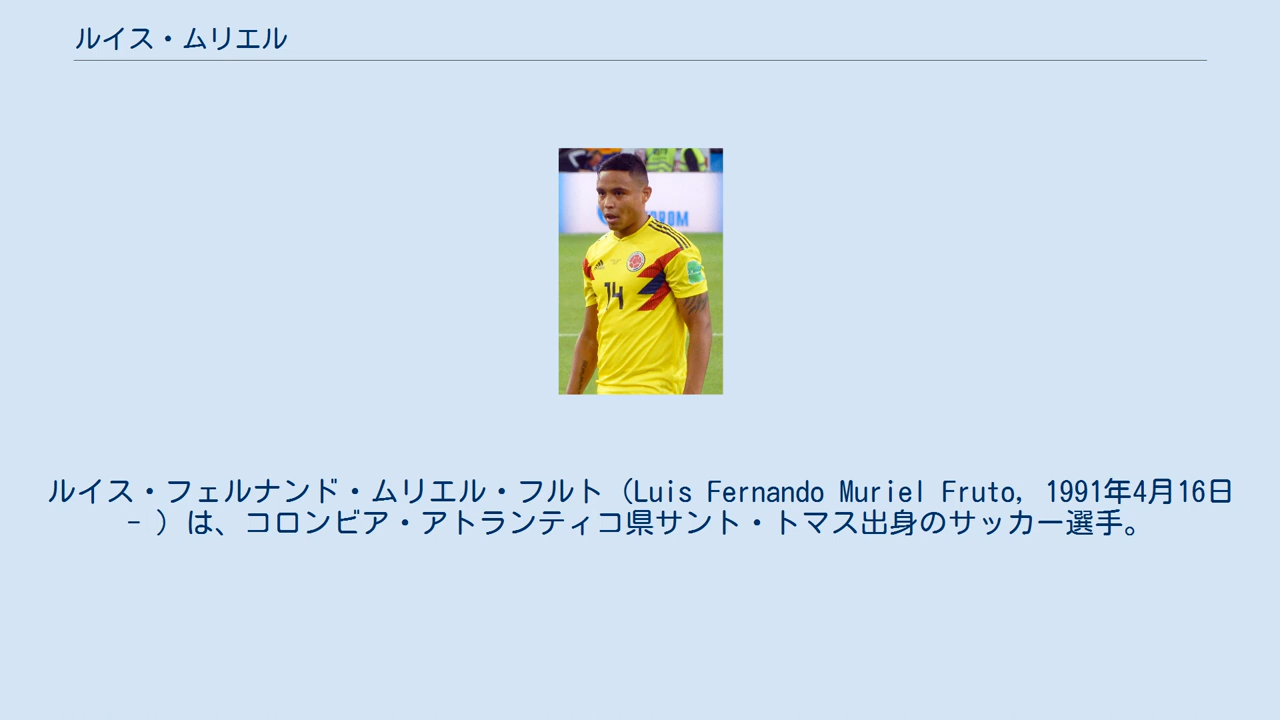 ルイス・ムリエル
ROM
14
ルイス・フェルナンド・ムリエル・フルト（Luis Fernando Muriel Fruto, 1991年4月16日
- ）は、コロンビア・アトランティコ県サント・トマス出身のサッカー選手。